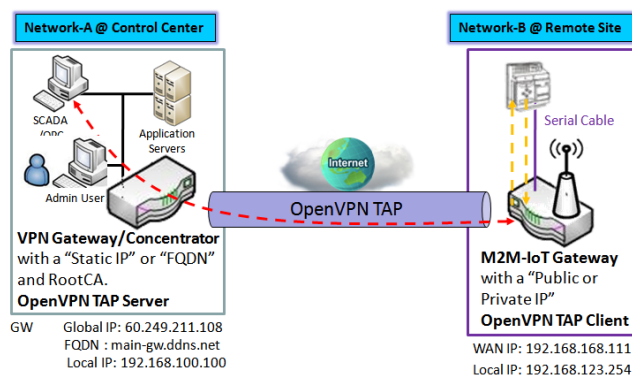 Network-A @ Control Center
Network-B @ Remote Site
SCADA
/OPC
Application
Servers
Admin User
Internet
OpenVPN TAP
Serial Cable
VPN Gateway/Concentrator
with a “Static IP” or “FQDN”
and RootCA.
OpenVPN TAP Server
M2M-IoT Gateway
with a “Public or
Private IP”
OpenVPN TAP Client
GW Global IP: 60.249.211.108
FQDN : main-gw.ddns.net
Local IP: 192.168.100.100
WAN IP: 192.168.168.111
Local IP: 192.168.123.254